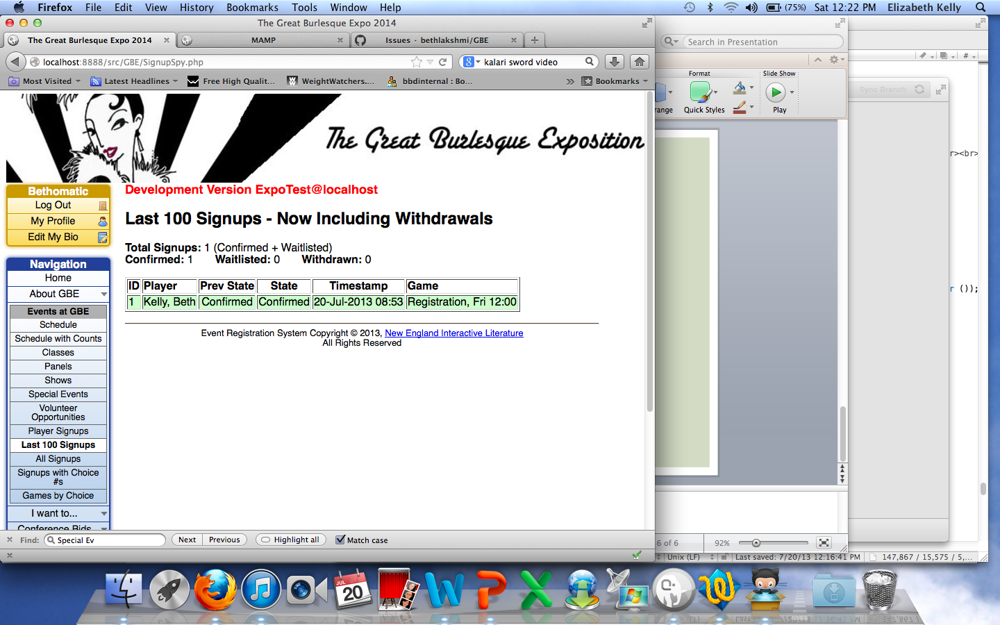 Firefox File Edit View History Bookmarks Tools Window Help (75%) Sat 12:22 PM Elizabeth Kelly
The Great Burlesque Expo 2014
The Great Burlesque Expo 2014 MAMP Issues · bethlakshmi/GBE
localhost:8888/src/GBE/SignupSpy.php kalari sword video
Most Visited Latest Headlines Free High Qualit... WeightWatchers.... bbdinternal : Bo... Bookmarks
The Great Burlesque Exposition
Bethomatic
Log Out
My Profile
Edit My Bio
Navigation
Home
About GBE
Events at GBE
Schedule
Schedule with Counts
Classes
Panels
Shows
Special Events
Volunteer
Opportunities
Player Signups
Last 100 Signups
All Signups
Signups with Choice
#s
Games by Choice
I want to...
Conference Bids
Development Version ExpoTest@localhost
Last 100 Signups - Now Including Withdrawals
Total Signups: 1 (Confirmed + Waitlisted)
Confirmed: 1 Waitlisted: 0 Withdrawn: 0
ID Player Prev State State Timestamp Game
1 Kelly, Beth Confirmed Confirmed 20-Jul-2013 08:53 Registration, Fri 12:00
Event Registration System Copyright © 2013, New England Interactive Literature
All Rights Reserved
Find: Special Ev Next Previous Highlight all Match case
Search in Presentation
Format Slide Show
range Quick Styles Play
Sync Branch
r><br>
r ());
6 of 6 92%
Unix (LF) Last saved: 7/20/13 12:16:41 PM 147,867 / 15,575 / 5,...
JUL
20